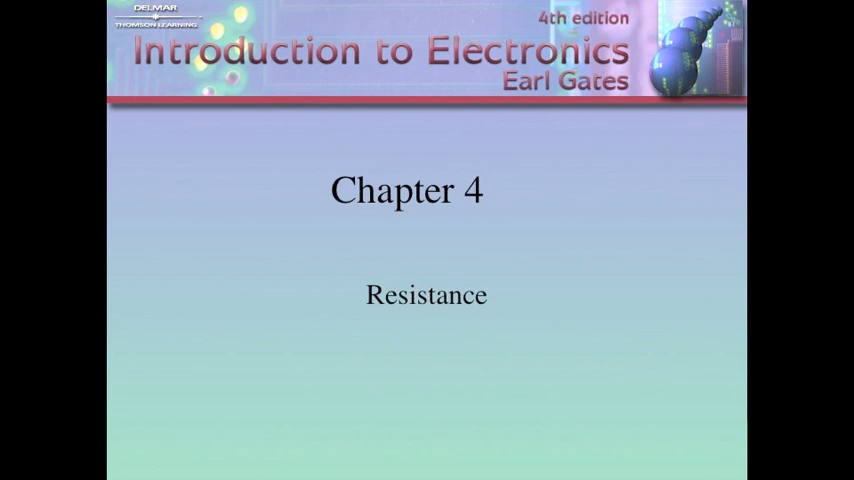 DELMAR
THOMSON LEARNING
4th edition
Introduction to Electronics
Earl Gates
Chapter 4
Resistance